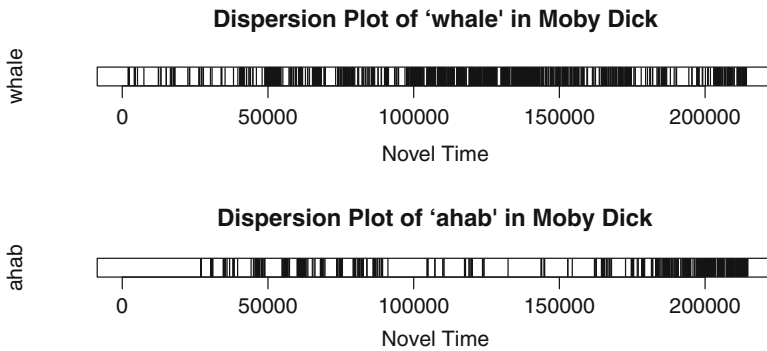 Dispersion Plot of ‘whale' in Moby Dick
whale
0 50000 100000 150000 200000
Novel Time
Dispersion Plot of ‘ahab' in Moby Dick
ahab
0 50000 100000 150000 200000
Novel Time